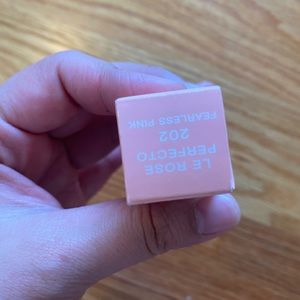 LE ROSE
PERFECTO
202
FEARLESS PINK